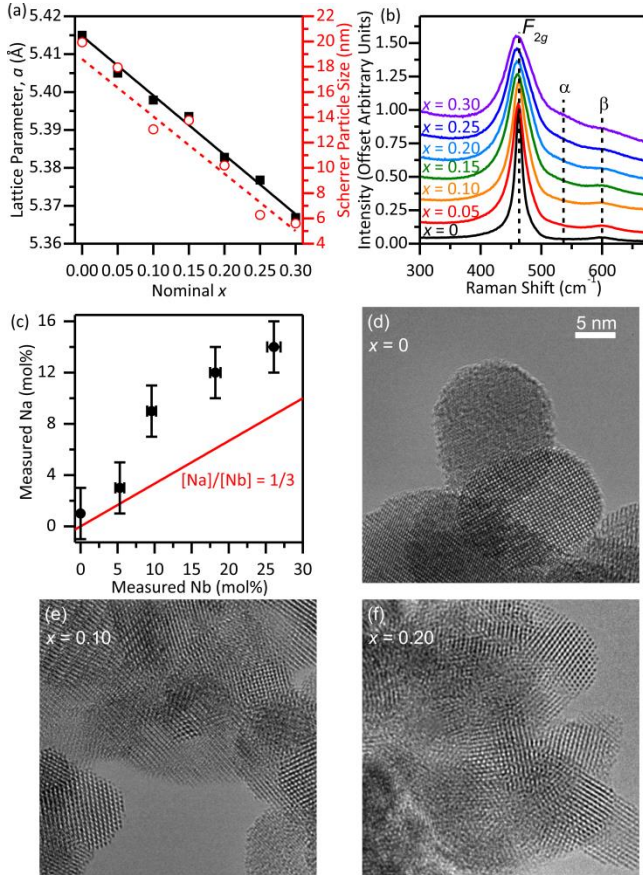 (a)
Lattice Parameter, a (Å)
5.42
5.41
5.40
5.39
5.38
5.37
5.36
0.00 0.05 0.10 0.15 0.20 0.25 0.30
Nominal x
22
20
18
16
14
12
10
8
6
4
Scherrer Particle Size (nm)
(b)
F2g
α
β
Intensity (Offset Arbitrary Units)
1.75
1.50
1.25
1.00
0.75
0.50
0.25
0.00
x = 0.30
x = 0.25
x = 0.20
x = 0.15
x = 0.10
x = 0.05
x = 0
300 400 500 600
Raman Shift (cm-1)
(c)
Measured Na (mol%)
16
12
8
4
0
[Na]/[Nb] = 1/3
0 5 10 15 20 25 30
Measured Nb (mol%)
(d)
x = 0
5 nm
(e)
x = 0.10
(f)
x = 0.20